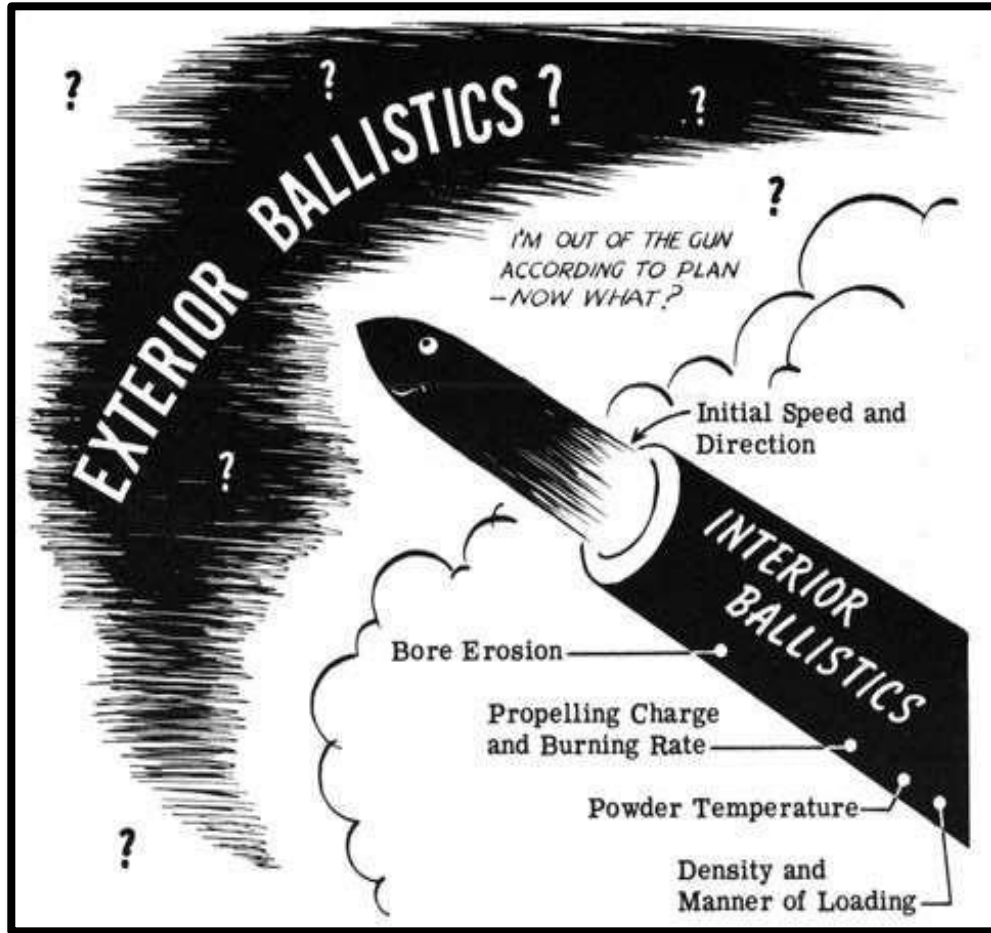 ?
?
?
?
EXTERIOR BALLISTICS?
I'M OUT OF THE GUN
ACCORDING TO PLAN
—NOW WHAT?
Initial Speed and
Direction
?
INTERIOR
BALLISTICS
Bore Erosion
Propelling Charge
and Burning Rate
Powder Temperature
?
Density and
Manner of Loading